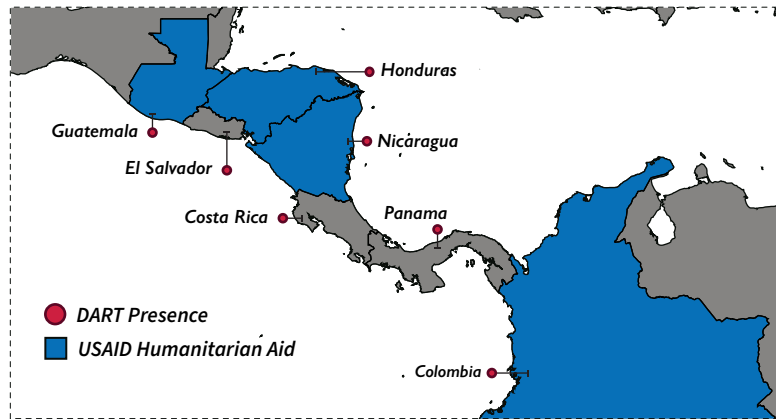 Honduras
Guatemala
Nicaragua
El Salvador
Costa Rica
Panama
DART Presence
USAID Humanitarian Aid
Colombia